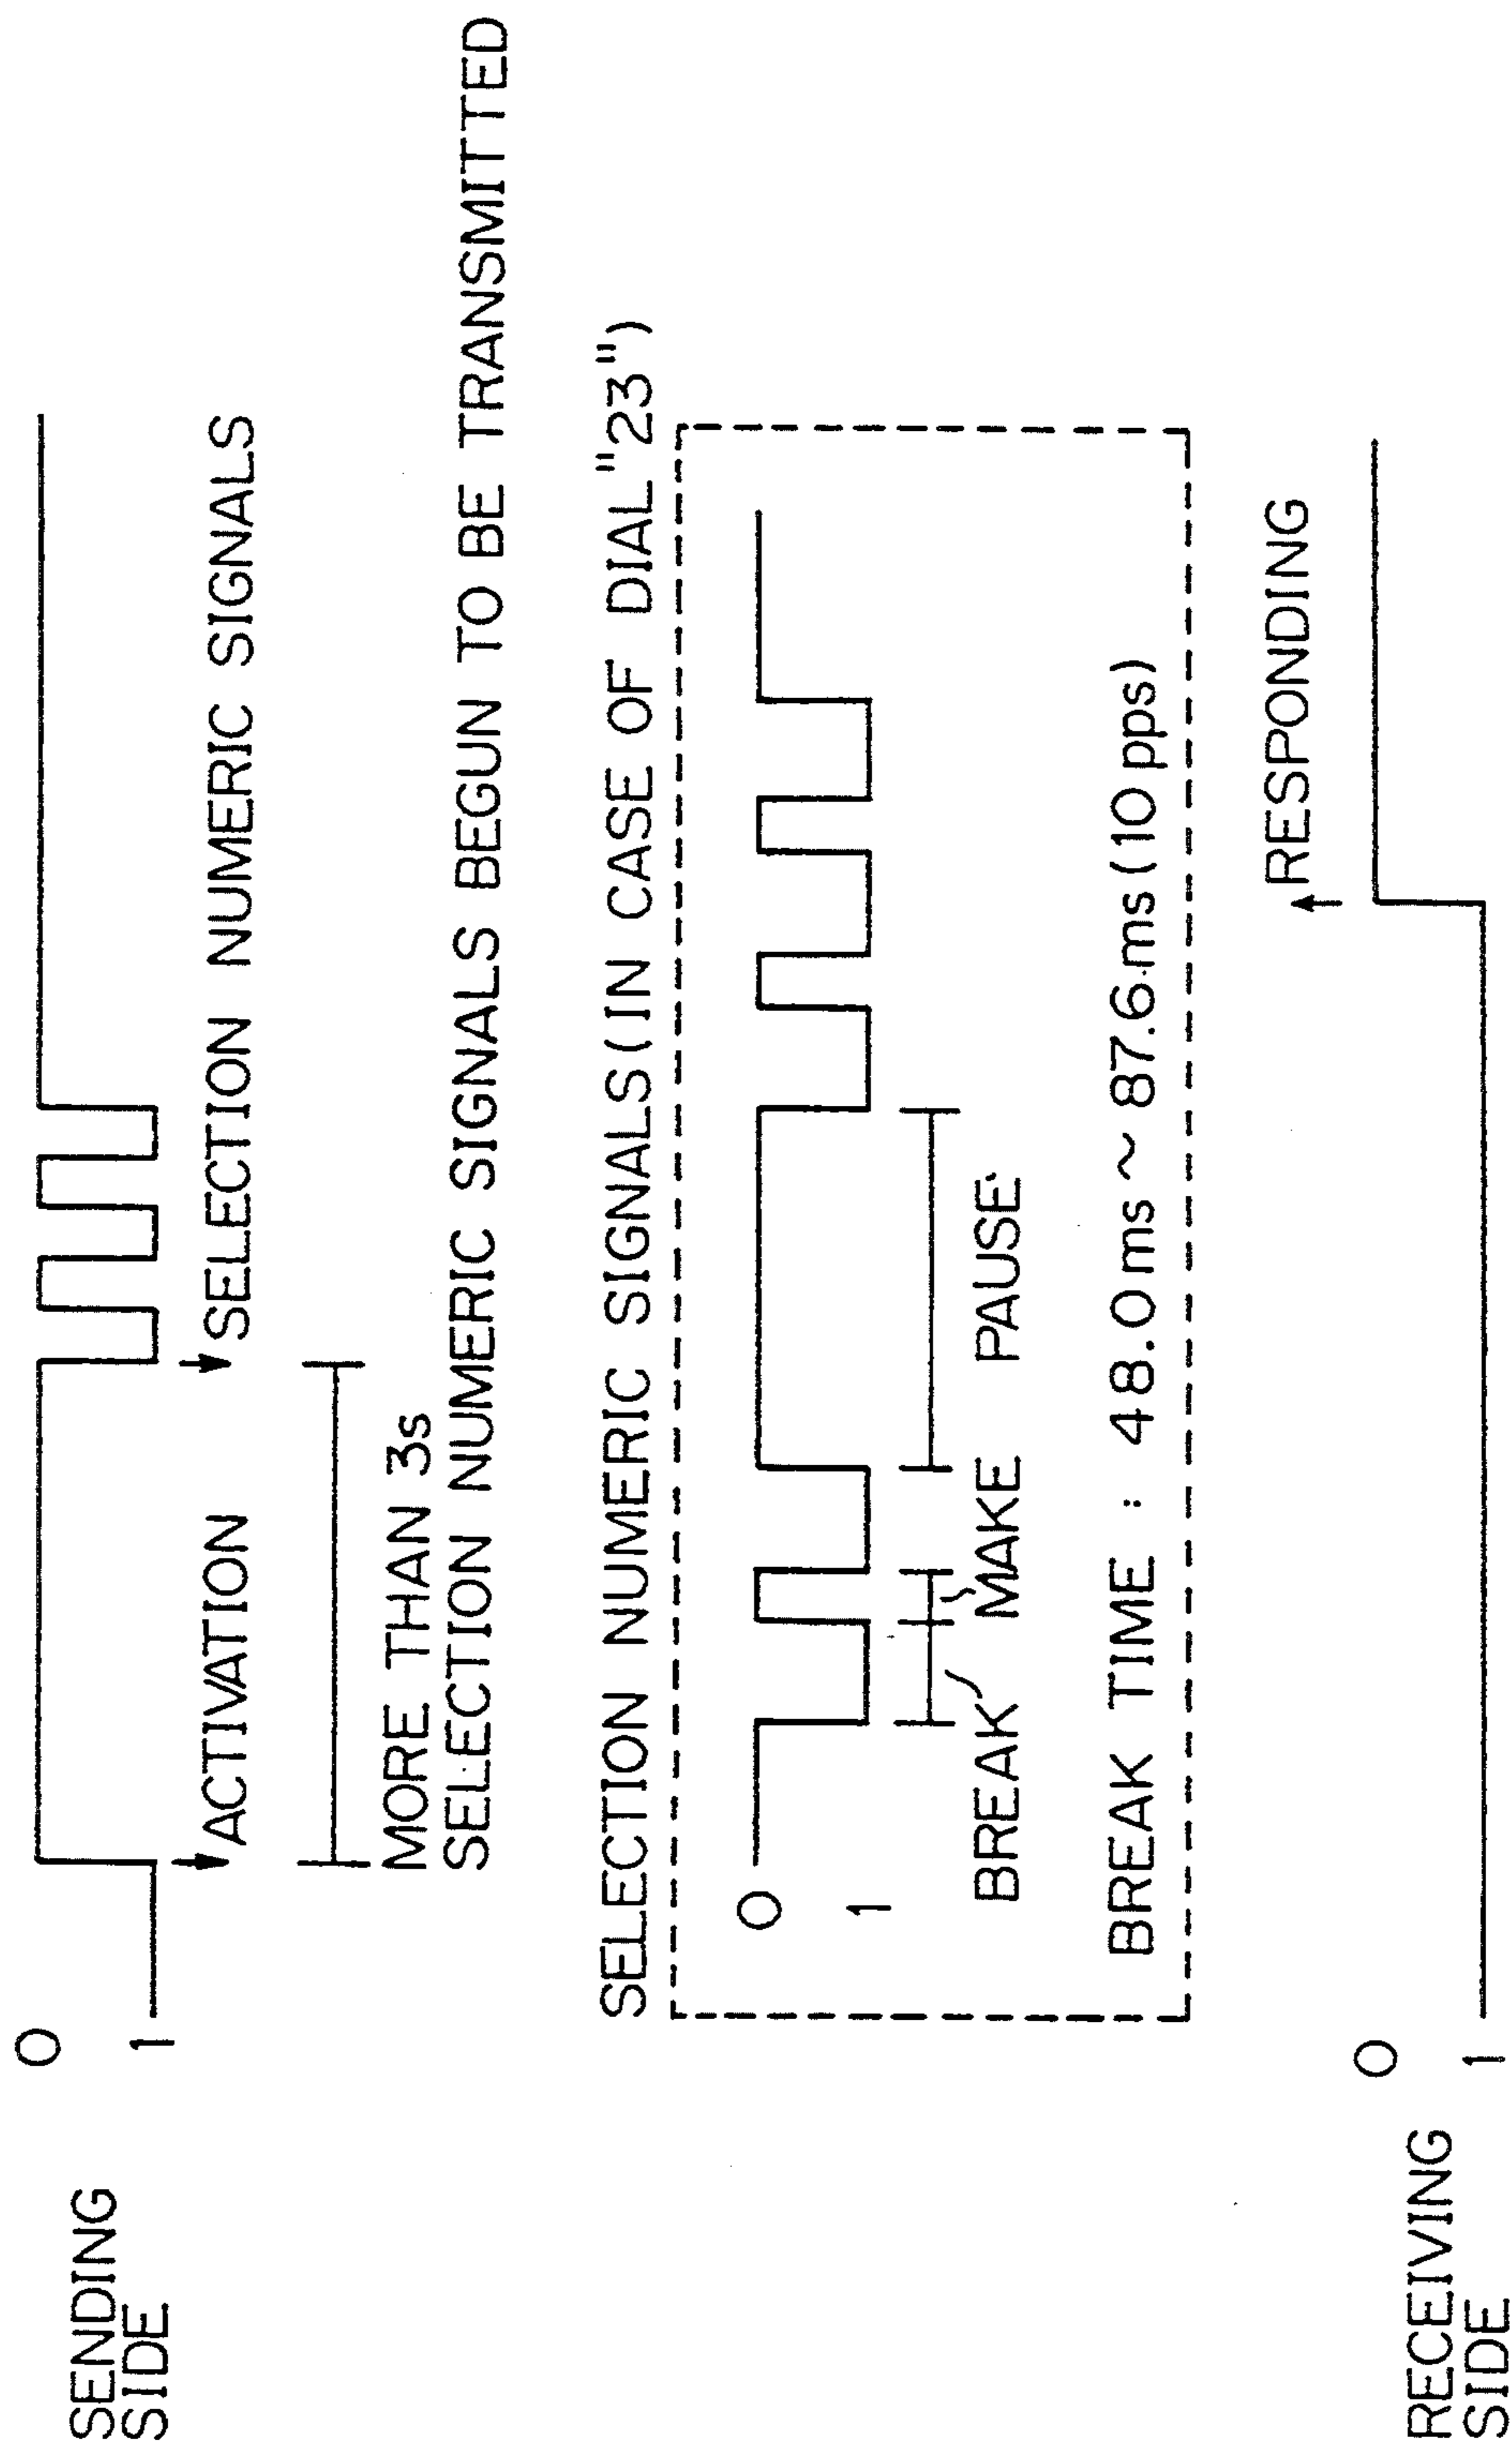 SENDING
SIDE
0
1
ACTIVATION
SELECTION NUMERIC SIGNALS
MORE THAN 3s
SELECTION NUMERIC SIGNALS BEGUN TO BE TRANSMITTED
SELECTION NUMERIC SIGNALS (IN CASE OF DIAL "23")
0
1
BREAK MAKE PAUSE
BREAK TIME : 48.0 ms ~ 87.6 ms (10 pps)
RESPONDING
RECEIVING
SIDE
0
1